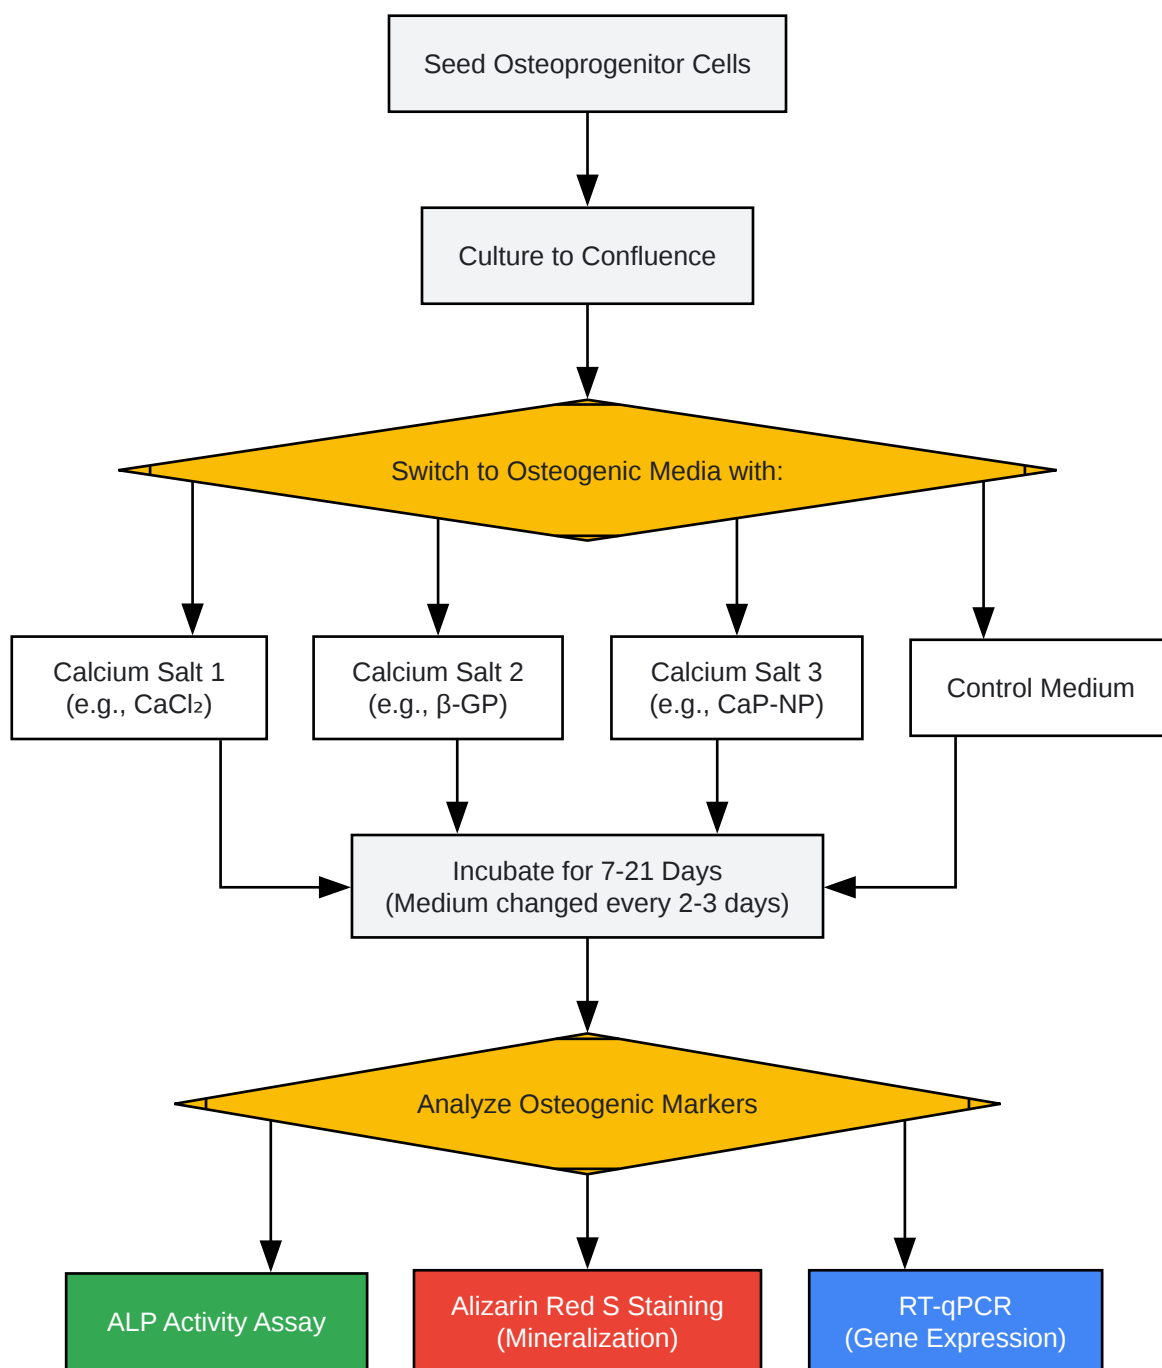 Seed Osteoprogenitor Cells
Culture to Confluence
Switch to Osteogenic Media with:
Calcium Salt 1
(e.g., CaCl₂)
Calcium Salt 2
(e.g., β-GP)
Calcium Salt 3
(e.g., CaP-NP)
Control Medium
Incubate for 7-21 Days
(Medium changed every 2-3 days)
Analyze Osteogenic Markers
ALP Activity Assay
Alizarin Red S Staining
(Mineralization)
RT-qPCR
(Gene Expression)